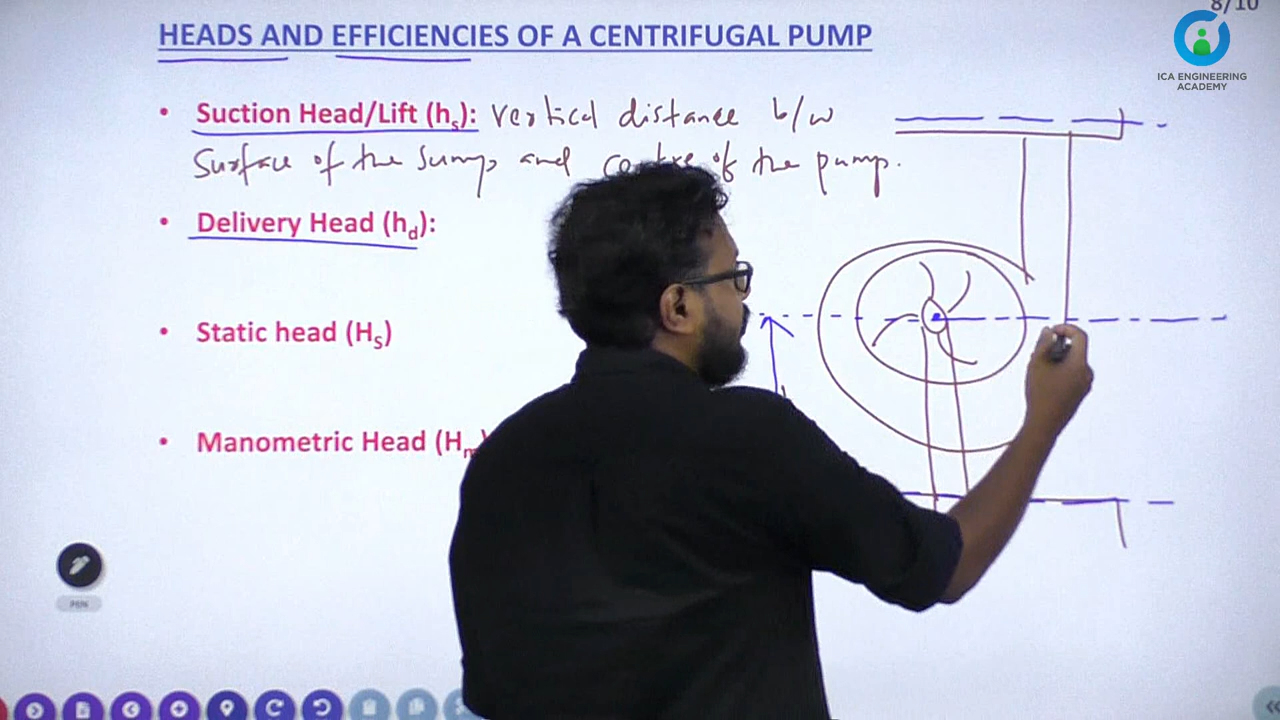 8/10
HEADS AND EFFICIENCIES OF A CENTRIFUGAL PUMP
ICA ENGINEERING
ACADEMY
• Suction Head/Lift (hs): vertical distance b/w
surface of the sump and centre of the pump.
• Delivery Head (hd):
• Static head (HS)
• Manometric Head (Hm)
PEN